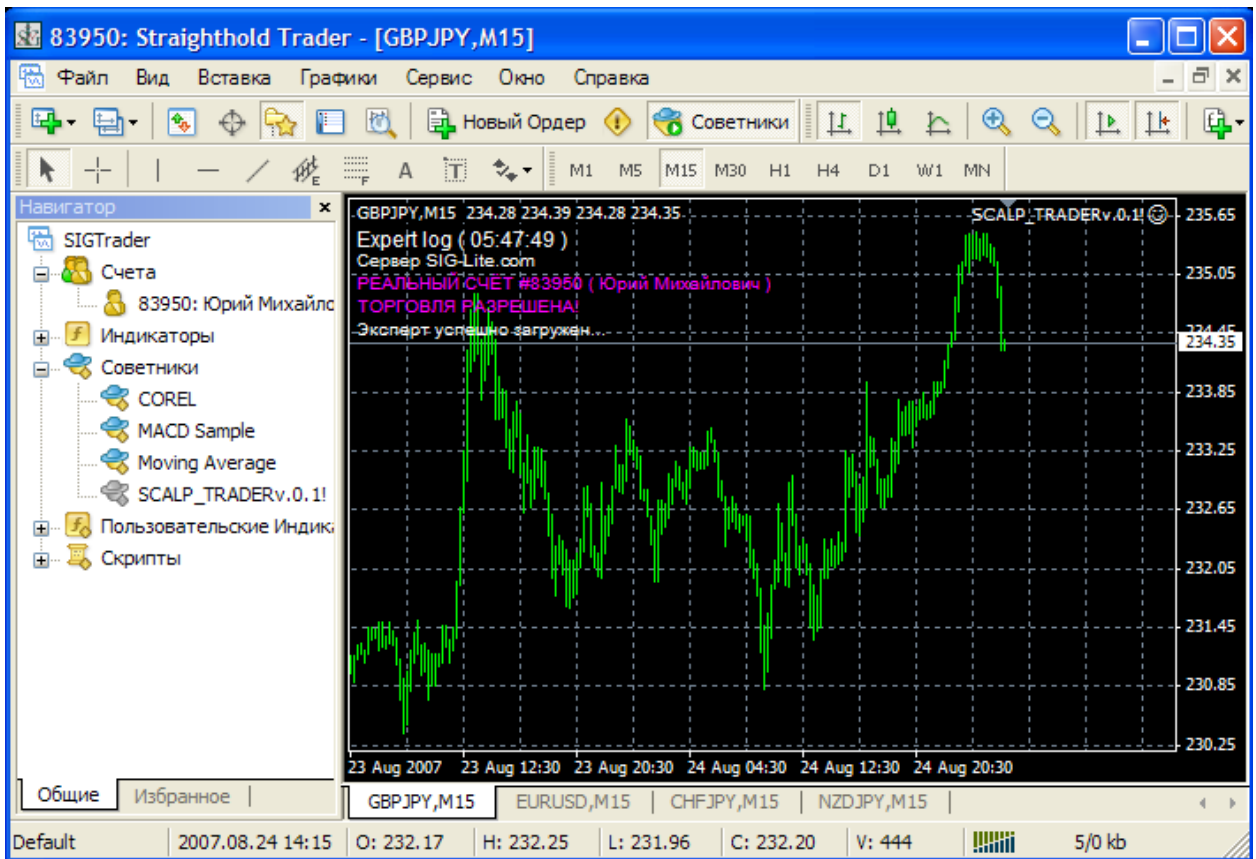 83950: Straighthold Trader - [GBPJPY,M15]
Файл Вид Вставка Графики Сервис Окно Справка
Новый Ордер Советники
A T M1 M5 M15 M30 H1 H4 D1 W1 MN
Навигатор
SIGTrader
Счета
83950: Юрий Михайло
Индикаторы
Советники
COREL
MACD Sample
Moving Average
SCALP_TRADERv.0.1!
Пользовательские Индик
Скрипты
Общие Избранное
GBPJPY,M15 234.28 234.39 234.28 234.35
SCALP_TRADERv.0.1!
Expert log ( 05:47:49 )
Сервер SIG-Lite.com
РЕАЛЬНЫЙ СЧЁТ #83950 ( Юрий Михайлович )
ТОРГОВЛЯ РАЗРЕШЕНА!
Эксперт успешно загружен...
235.65
235.05
234.45
234.35
233.85
233.25
232.65
232.05
231.45
230.85
230.25
23 Aug 2007 23 Aug 12:30 23 Aug 20:30 24 Aug 04:30 24 Aug 12:30 24 Aug 20:30
GBPJPY,M15 EURUSD,M15 CHFJPY,M15 NZDJPY,M15
Default 2007.08.24 14:15 O: 232.17 H: 232.25 L: 231.96 C: 232.20 V: 444 5/0 kb